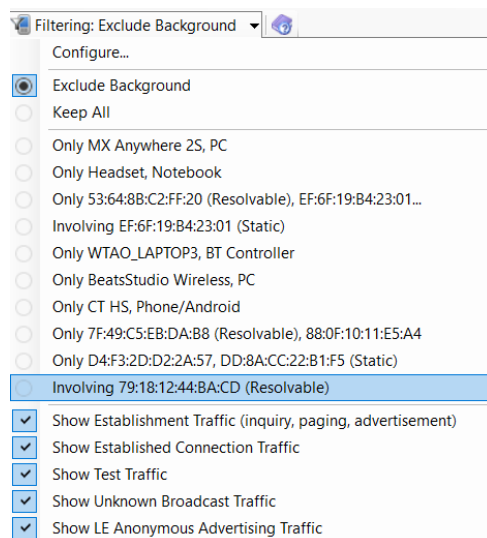 Filtering: Exclude Background
Configure...
Exclude Background
Keep All
Only MX Anywhere 2S, PC
Only Headset, Notebook
Only 53:64:8B:C2:FF:20 (Resolvable), EF:6F:19:B4:23:01...
Involving EF:6F:19:B4:23:01 (Static)
Only WTAO_LAPTOP3, BT Controller
Only BeatsStudio Wireless, PC
Only CT HS, Phone/Android
Only 7F:49:C5:EB:DA:B8 (Resolvable), 88:0F:10:11:E5:A4
Only D4:F3:2D:D2:2A:57, DD:8A:CC:22:B1:F5 (Static)
Involving 79:18:12:44:BA:CD (Resolvable)
Show Establishment Traffic (inquiry, paging, advertisement)
Show Established Connection Traffic
Show Test Traffic
Show Unknown Broadcast Traffic
Show LE Anonymous Advertising Traffic